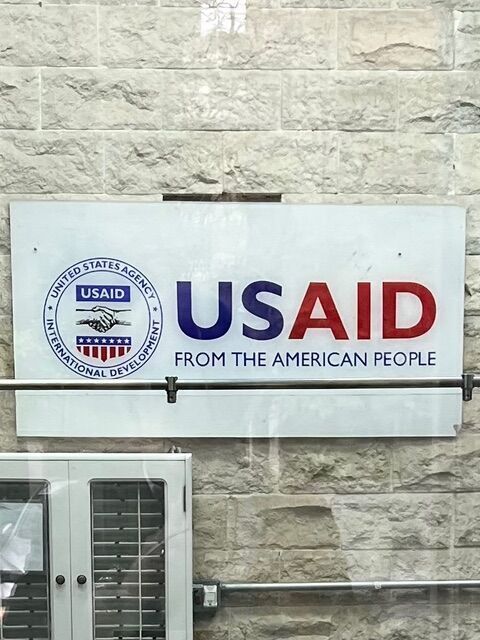 UNITED STATES AGENCY
USAID
INTERNATIONAL DEVELOPMENT
USAID
FROM THE AMERICAN PEOPLE